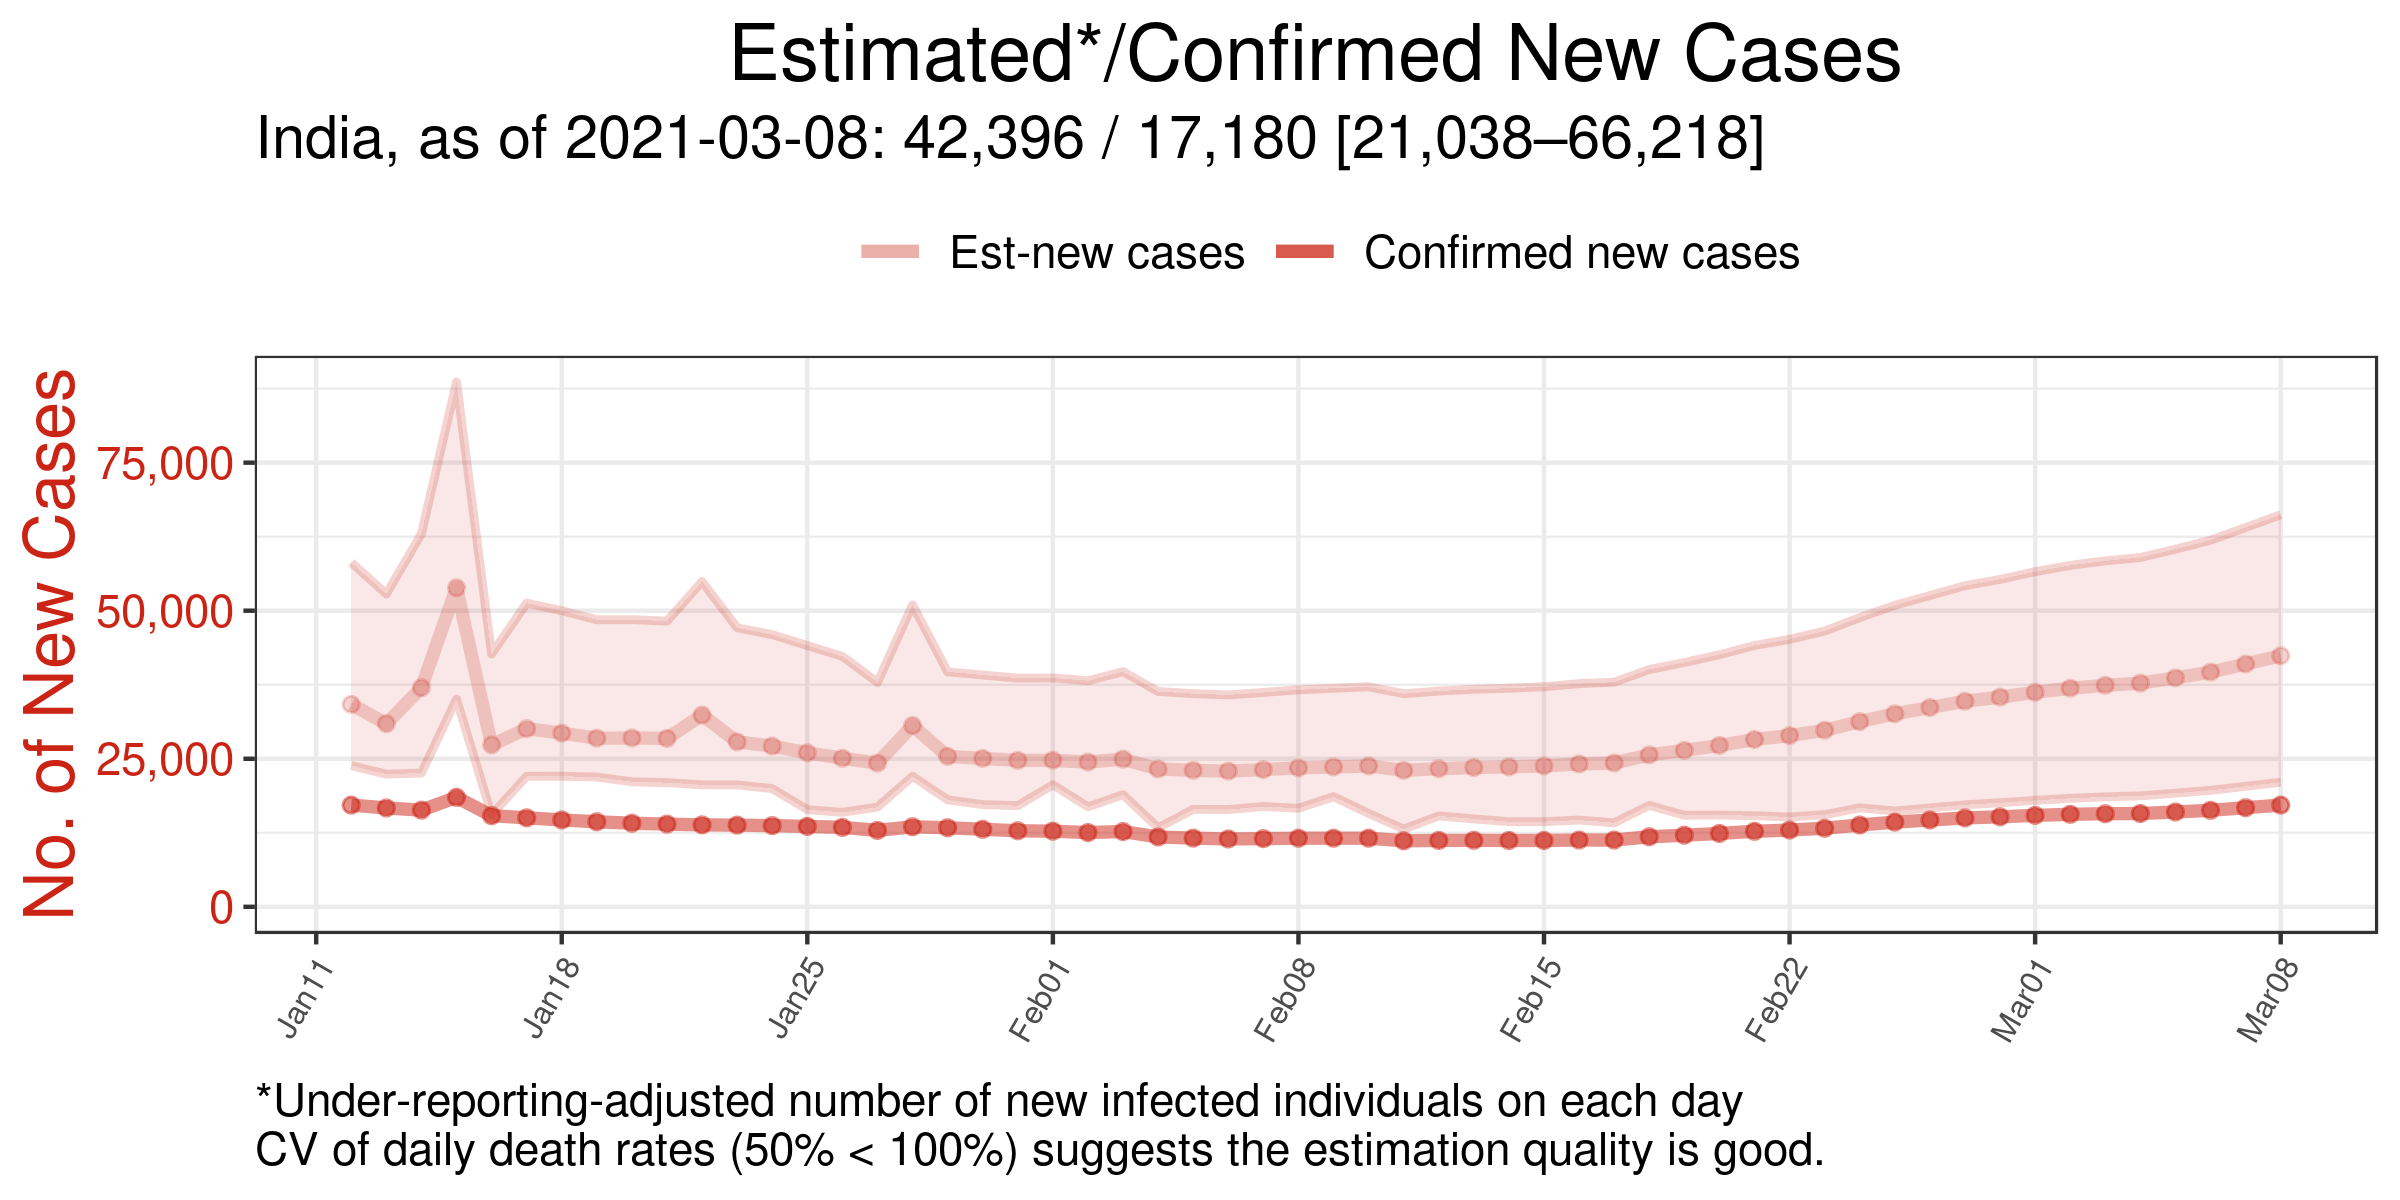 Estimated*/Confirmed New Cases
India, as of 2021-03-08: 42,396 / 17,180 [21,038–66,218]
Est-new cases
Confirmed new cases
No. of New Cases
75,000
50,000
25,000
0
Jan11
Jan18
Jan25
Feb01
Feb08
Feb15
Feb22
Mar01
Mar08
*Under-reporting-adjusted number of new infected individuals on each day
CV of daily death rates (50% < 100%) suggests the estimation quality is good.